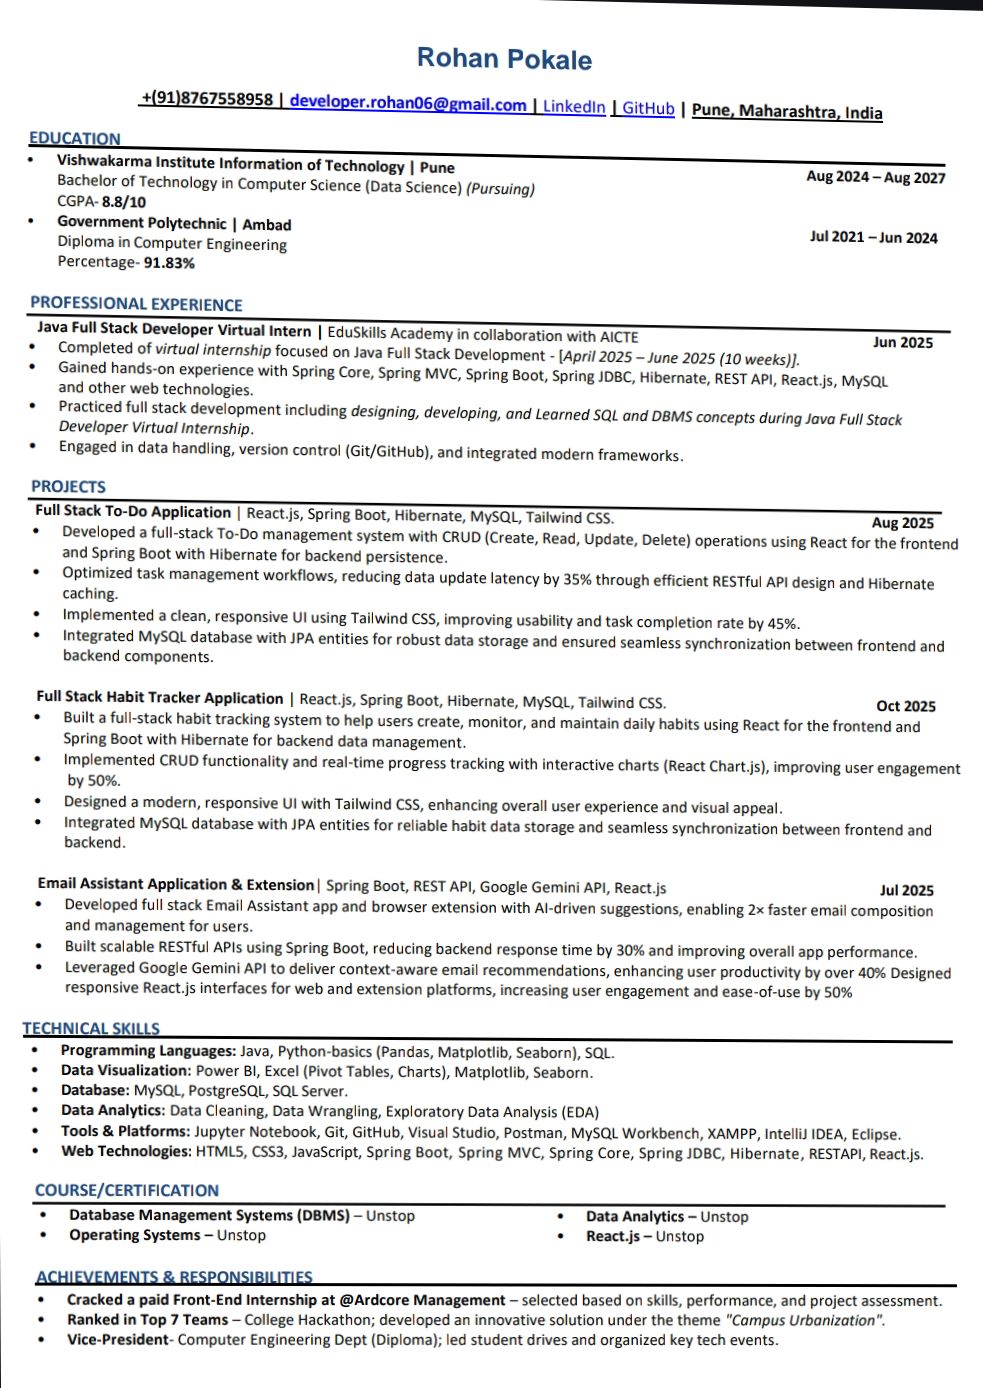 Rohan Pokale
+(91)8767558958 | developer.rohan06@gmail.com | LinkedIn | GitHub | Pune, Maharashtra, India
EDUCATION
• Vishwakarma Institute Information of Technology | Pune Aug 2024 – Aug 2027
Bachelor of Technology in Computer Science (Data Science) (Pursuing)
CGPA- 8.8/10
• Government Polytechnic | Ambad Jul 2021 – Jun 2024
Diploma in Computer Engineering
Percentage- 91.83%
PROFESSIONAL EXPERIENCE
Java Full Stack Developer Virtual Intern | EduSkills Academy in collaboration with AICTE Jun 2025
• Completed of virtual internship focused on Java Full Stack Development - [April 2025 – June 2025 (10 weeks)].
• Gained hands-on experience with Spring Core, Spring MVC, Spring Boot, Spring JDBC, Hibernate, REST API, React.js, MySQL
and other web technologies.
• Practiced full stack development including designing, developing, and Learned SQL and DBMS concepts during Java Full Stack
Developer Virtual Internship.
• Engaged in data handling, version control (Git/GitHub), and integrated modern frameworks.
PROJECTS
Full Stack To-Do Application | React.js, Spring Boot, Hibernate, MySQL, Tailwind CSS. Aug 2025
• Developed a full-stack To-Do management system with CRUD (Create, Read, Update, Delete) operations using React for the frontend
and Spring Boot with Hibernate for backend persistence.
• Optimized task management workflows, reducing data update latency by 35% through efficient RESTful API design and Hibernate
caching.
• Implemented a clean, responsive UI using Tailwind CSS, improving usability and task completion rate by 45%.
• Integrated MySQL database with JPA entities for robust data storage and ensured seamless synchronization between frontend and
backend components.
Full Stack Habit Tracker Application | React.js, Spring Boot, Hibernate, MySQL, Tailwind CSS. Oct 2025
• Built a full-stack habit tracking system to help users create, monitor, and maintain daily habits using React for the frontend and
Spring Boot with Hibernate for backend data management.
• Implemented CRUD functionality and real-time progress tracking with interactive charts (React Chart.js), improving user engagement
by 50%.
• Designed a modern, responsive UI with Tailwind CSS, enhancing overall user experience and visual appeal.
• Integrated MySQL database with JPA entities for reliable habit data storage and seamless synchronization between frontend and
backend.
Email Assistant Application & Extension| Spring Boot, REST API, Google Gemini API, React.js Jul 2025
• Developed full stack Email Assistant app and browser extension with AI-driven suggestions, enabling 2× faster email composition
and management for users.
• Built scalable RESTful APIs using Spring Boot, reducing backend response time by 30% and improving overall app performance.
• Leveraged Google Gemini API to deliver context-aware email recommendations, enhancing user productivity by over 40% Designed
responsive React.js interfaces for web and extension platforms, increasing user engagement and ease-of-use by 50%
TECHNICAL SKILLS
• Programming Languages: Java, Python-basics (Pandas, Matplotlib, Seaborn), SQL.
• Data Visualization: Power BI, Excel (Pivot Tables, Charts), Matplotlib, Seaborn.
• Database: MySQL, PostgreSQL, SQL Server.
• Data Analytics: Data Cleaning, Data Wrangling, Exploratory Data Analysis (EDA)
• Tools & Platforms: Jupyter Notebook, Git, GitHub, Visual Studio, Postman, MySQL Workbench, XAMPP, IntelliJ IDEA, Eclipse.
• Web Technologies: HTML5, CSS3, JavaScript, Spring Boot, Spring MVC, Spring Core, Spring JDBC, Hibernate, RESTAPI, React.js.
COURSE/CERTIFICATION
• Database Management Systems (DBMS) – Unstop • Data Analytics – Unstop
• Operating Systems – Unstop • React.js – Unstop
ACHIEVEMENTS & RESPONSIBILITIES
• Cracked a paid Front-End Internship at @Ardcore Management – selected based on skills, performance, and project assessment.
• Ranked in Top 7 Teams – College Hackathon; developed an innovative solution under the theme "Campus Urbanization".
• Vice-President- Computer Engineering Dept (Diploma); led student drives and organized key tech events.